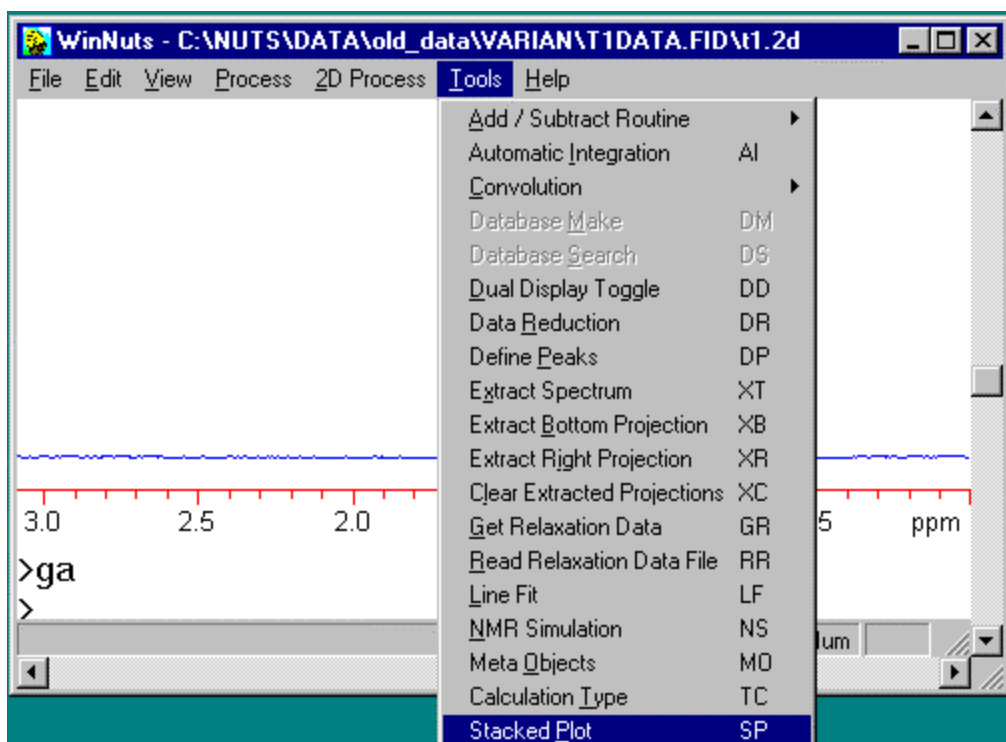 WinNuts - C:\NUTS\DATA\old_data\VARIAN\T1DATA.FID\t1.2d
File Edit View Process 2D Process Tools Help
Add / Subtract Routine
Automatic Integration AI
Convolution
Database Make DM
Database Search DS
Dual Display Toggle DD
Data Reduction DR
Define Peaks DP
Extract Spectrum XT
Extract Bottom Projection XB
Extract Right Projection XR
Clear Extracted Projections XC
3.0 2.5 2.0 5 ppm
Get Relaxation Data GR
Read Relaxation Data File RR
>ga
Line Fit LF
>
NMR Simulation NS
lum
Meta Objects MO
Calculation Type TC
Stacked Plot SP